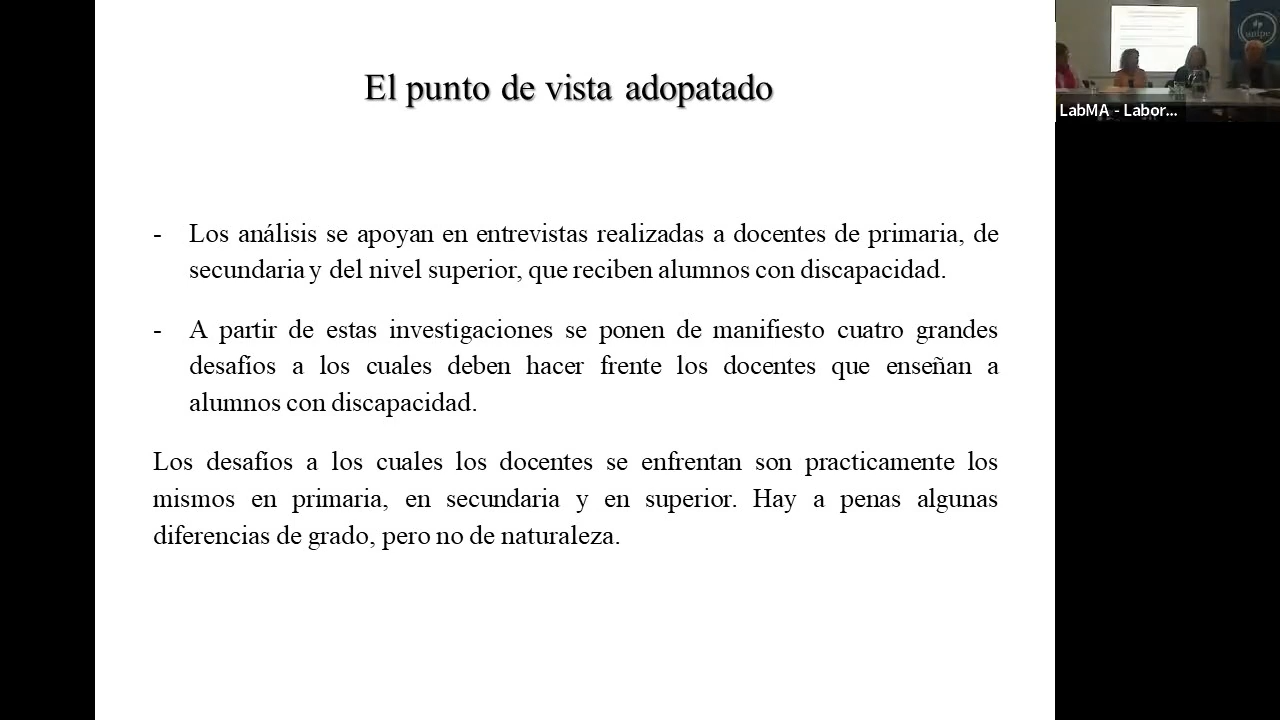 El punto de vista adopatado
- Los análisis se apoyan en entrevistas realizadas a docentes de primaria, de
secundaria y del nivel superior, que reciben alumnos con discapacidad.
- A partir de estas investigaciones se ponen de manifiesto cuatro grandes
desafíos a los cuales deben hacer frente los docentes que enseñan a
alumnos con discapacidad.
Los desafíos a los cuales los docentes se enfrentan son practicamente los
mismos en primaria, en secundaria y en superior. Hay a penas algunas
diferencias de grado, pero no de naturaleza.
unipe
LabMA - Labor...